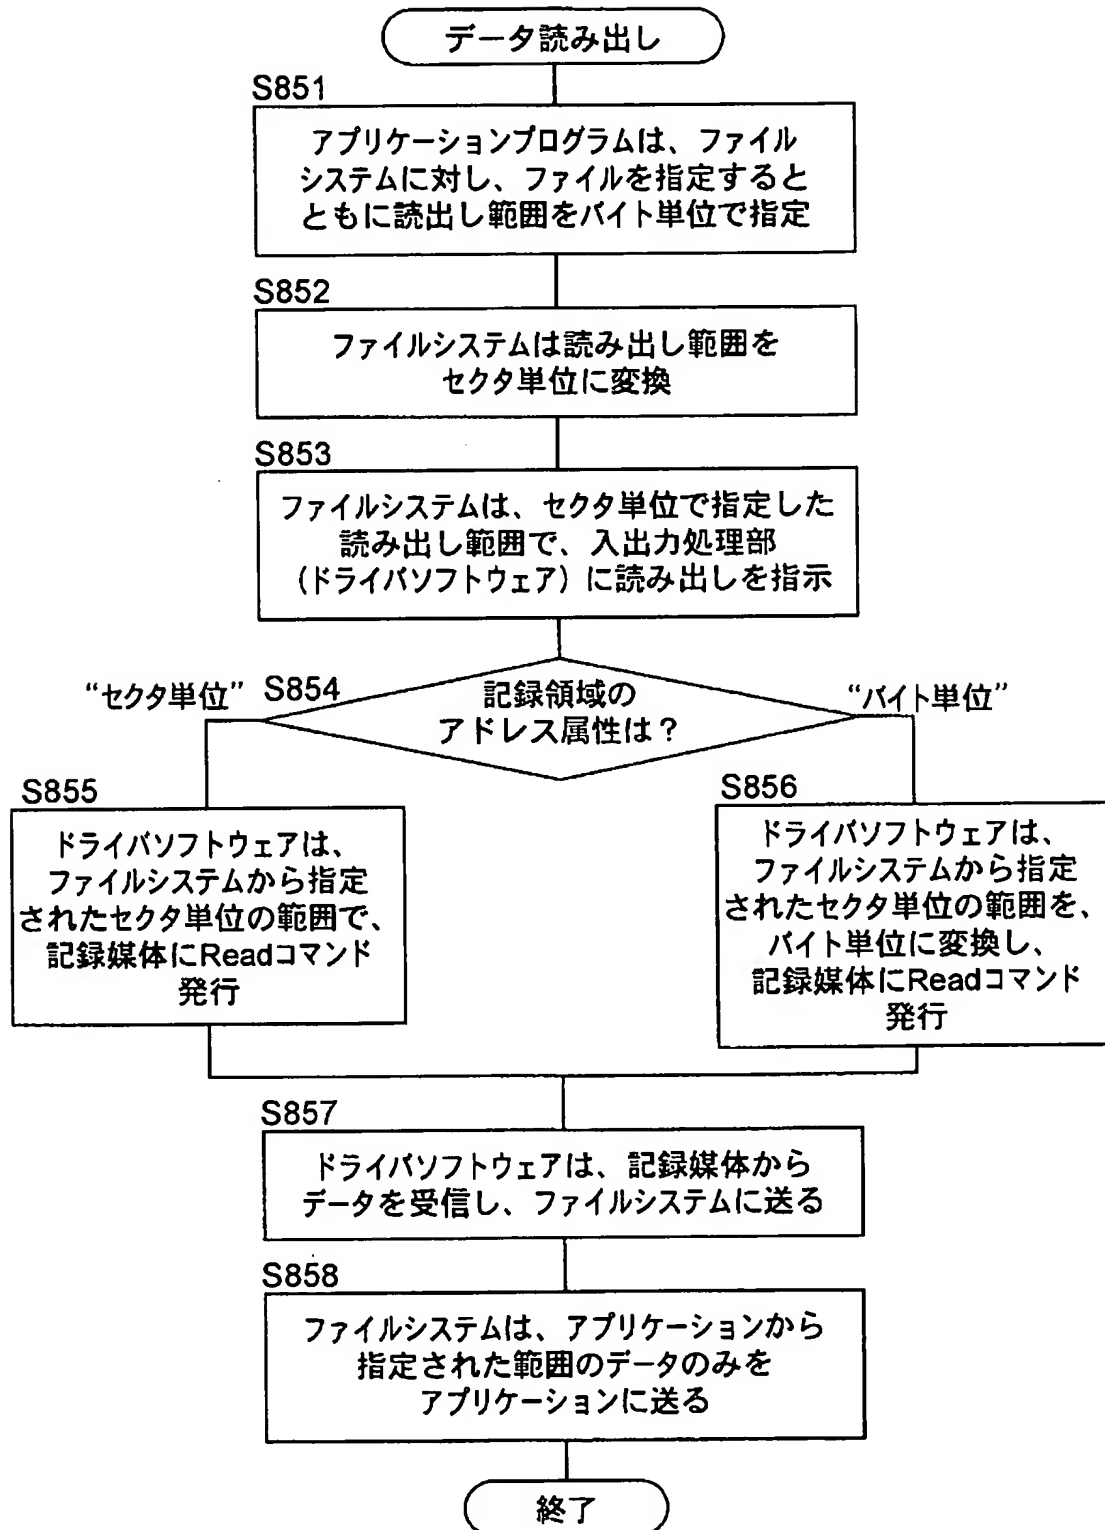 データ読み出し
S851
アプリケーションプログラムは、ファイル
システムに対し、ファイルを指定すると
ともに読出し範囲をバイト単位で指定
S852
ファイルシステムは読み出し範囲を
セクタ単位に変換
S853
ファイルシステムは、セクタ単位で指定した
読み出し範囲で、入出力処理部
(ドライバソフトウェア)に読み出しを指示
S854
記録領域の
アドレス属性は？
“セクタ単位”
“バイト単位”
S855
ドライバソフトウェアは、
ファイルシステムから指定
されたセクタ単位の範囲で、
記録媒体にReadコマンド
発行
S856
ドライバソフトウェアは、
ファイルシステムから指定
されたセクタ単位の範囲を、
バイト単位に変換し、
記録媒体にReadコマンド
発行
S857
ドライバソフトウェアは、記録媒体から
データを受信し、ファイルシステムに送る
S858
ファイルシステムは、アプリケーションから
指定された範囲のデータのみを
アプリケーションに送る
終了